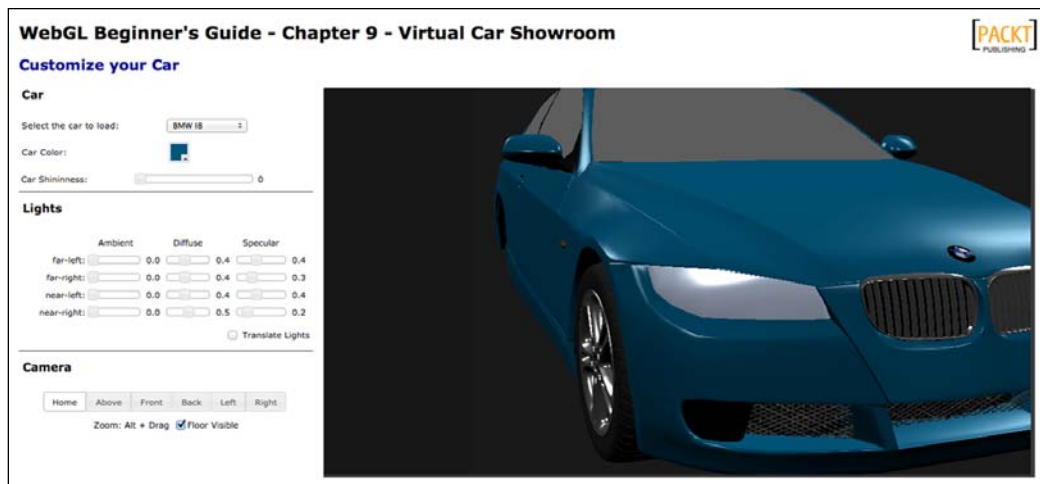 WebGL Beginner's Guide - Chapter 9 - Virtual Car Showroom
[PACKT]
PUBLISHING
Customize your Car
Car
Select the car to load: BMW I8
Car Color:
Car Shininness: 0
Lights
Ambient Diffuse Specular
far-left: 0.0 0.4 0.4
far-right: 0.0 0.4 0.3
near-left: 0.0 0.4 0.4
near-right: 0.0 0.5 0.2
Translate Lights
Camera
Home Above Front Back Left Right
Zoom: Alt + Drag Floor Visible